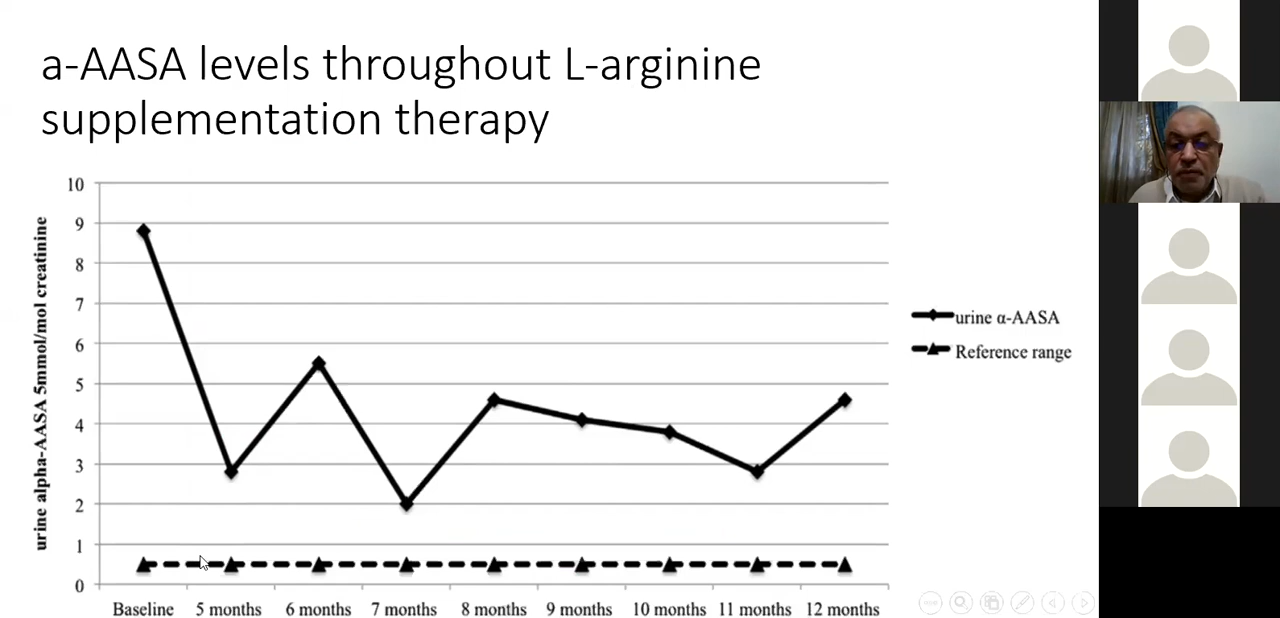 a-AASA levels throughout L-arginine
supplementation therapy
10
9
8
7
6
5
4
3
2
1
0
urine alpha-AASA 5mmol/mol creatinine
Baseline 5 months 6 months 7 months 8 months 9 months 10 months 11 months 12 months
urine α-AASA
Reference range